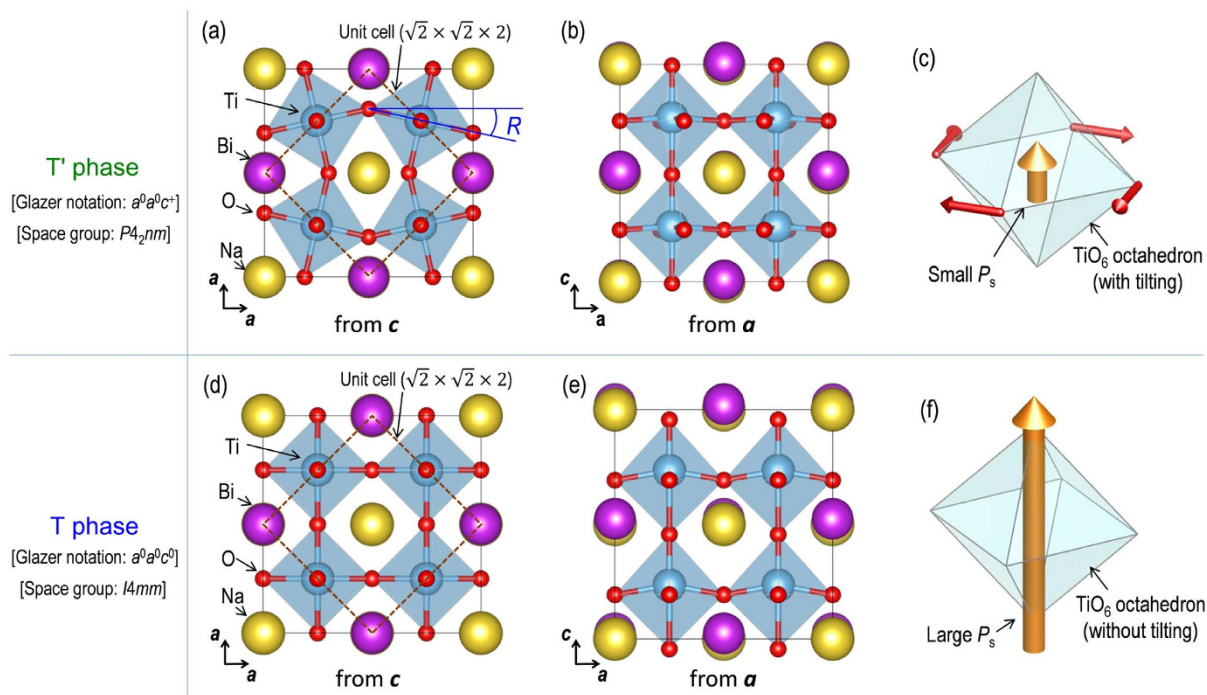 T' phase
[Glazer notation: a⁰a⁰c⁺]
[Space group: P4₂nm]
(a)
Unit cell (√2 × √2 × 2)
Ti
Bi
O
Na
R
a
a
from c
(b)
c
a
from a
(c)
Small Pₛ
TiO₆ octahedron
(with tilting)
T phase
[Glazer notation: a⁰a⁰c⁰]
[Space group: I4mm]
(d)
Unit cell (√2 × √2 × 2)
Ti
Bi
O
Na
a
a
from c
(e)
c
a
from a
(f)
Large Pₛ
TiO₆ octahedron
(without tilting)